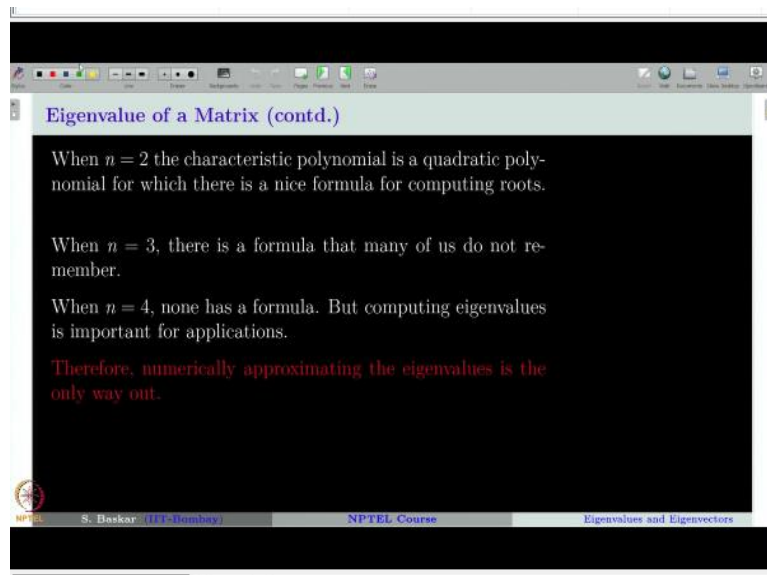 Eigenvalue of a Matrix (contd.)
When n = 2 the characteristic polynomial is a quadratic poly-
nomial for which there is a nice formula for computing roots.
When n = 3, there is a formula that many of us do not re-
member.
When n = 4, none has a formula. But computing eigenvalues
is important for applications.
Therefore, numerically approximating the eigenvalues is the
only way out.
NPTEL
S. Baskar (IIT-Bombay) NPTEL Course Eigenvalues and Eigenvectors